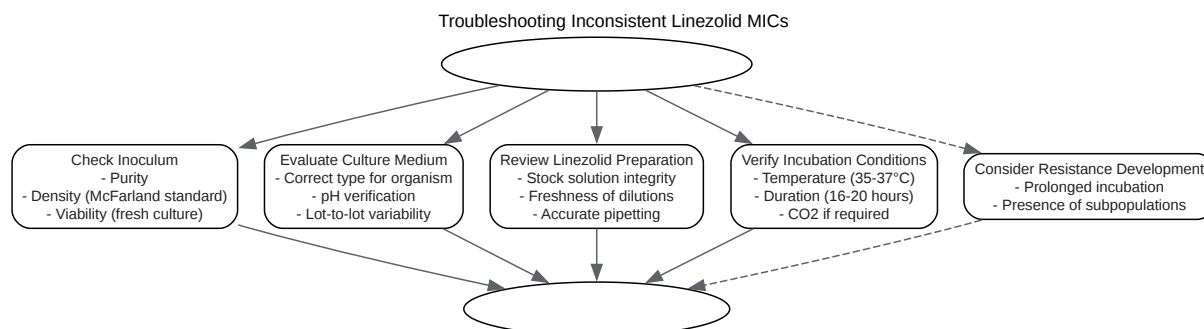 Troubleshooting Inconsistent Linezolid MICs
Check Inoculum
- Purity
- Density (McFarland standard)
- Viability (fresh culture)
Evaluate Culture Medium
- Correct type for organism
- pH verification
- Lot-to-lot variability
Review Linezolid Preparation
- Stock solution integrity
- Freshness of dilutions
- Accurate pipetting
Verify Incubation Conditions
- Temperature (35-37°C)
- Duration (16-20 hours)
- CO2 if required
Consider Resistance Development
- Prolonged incubation
- Presence of subpopulations